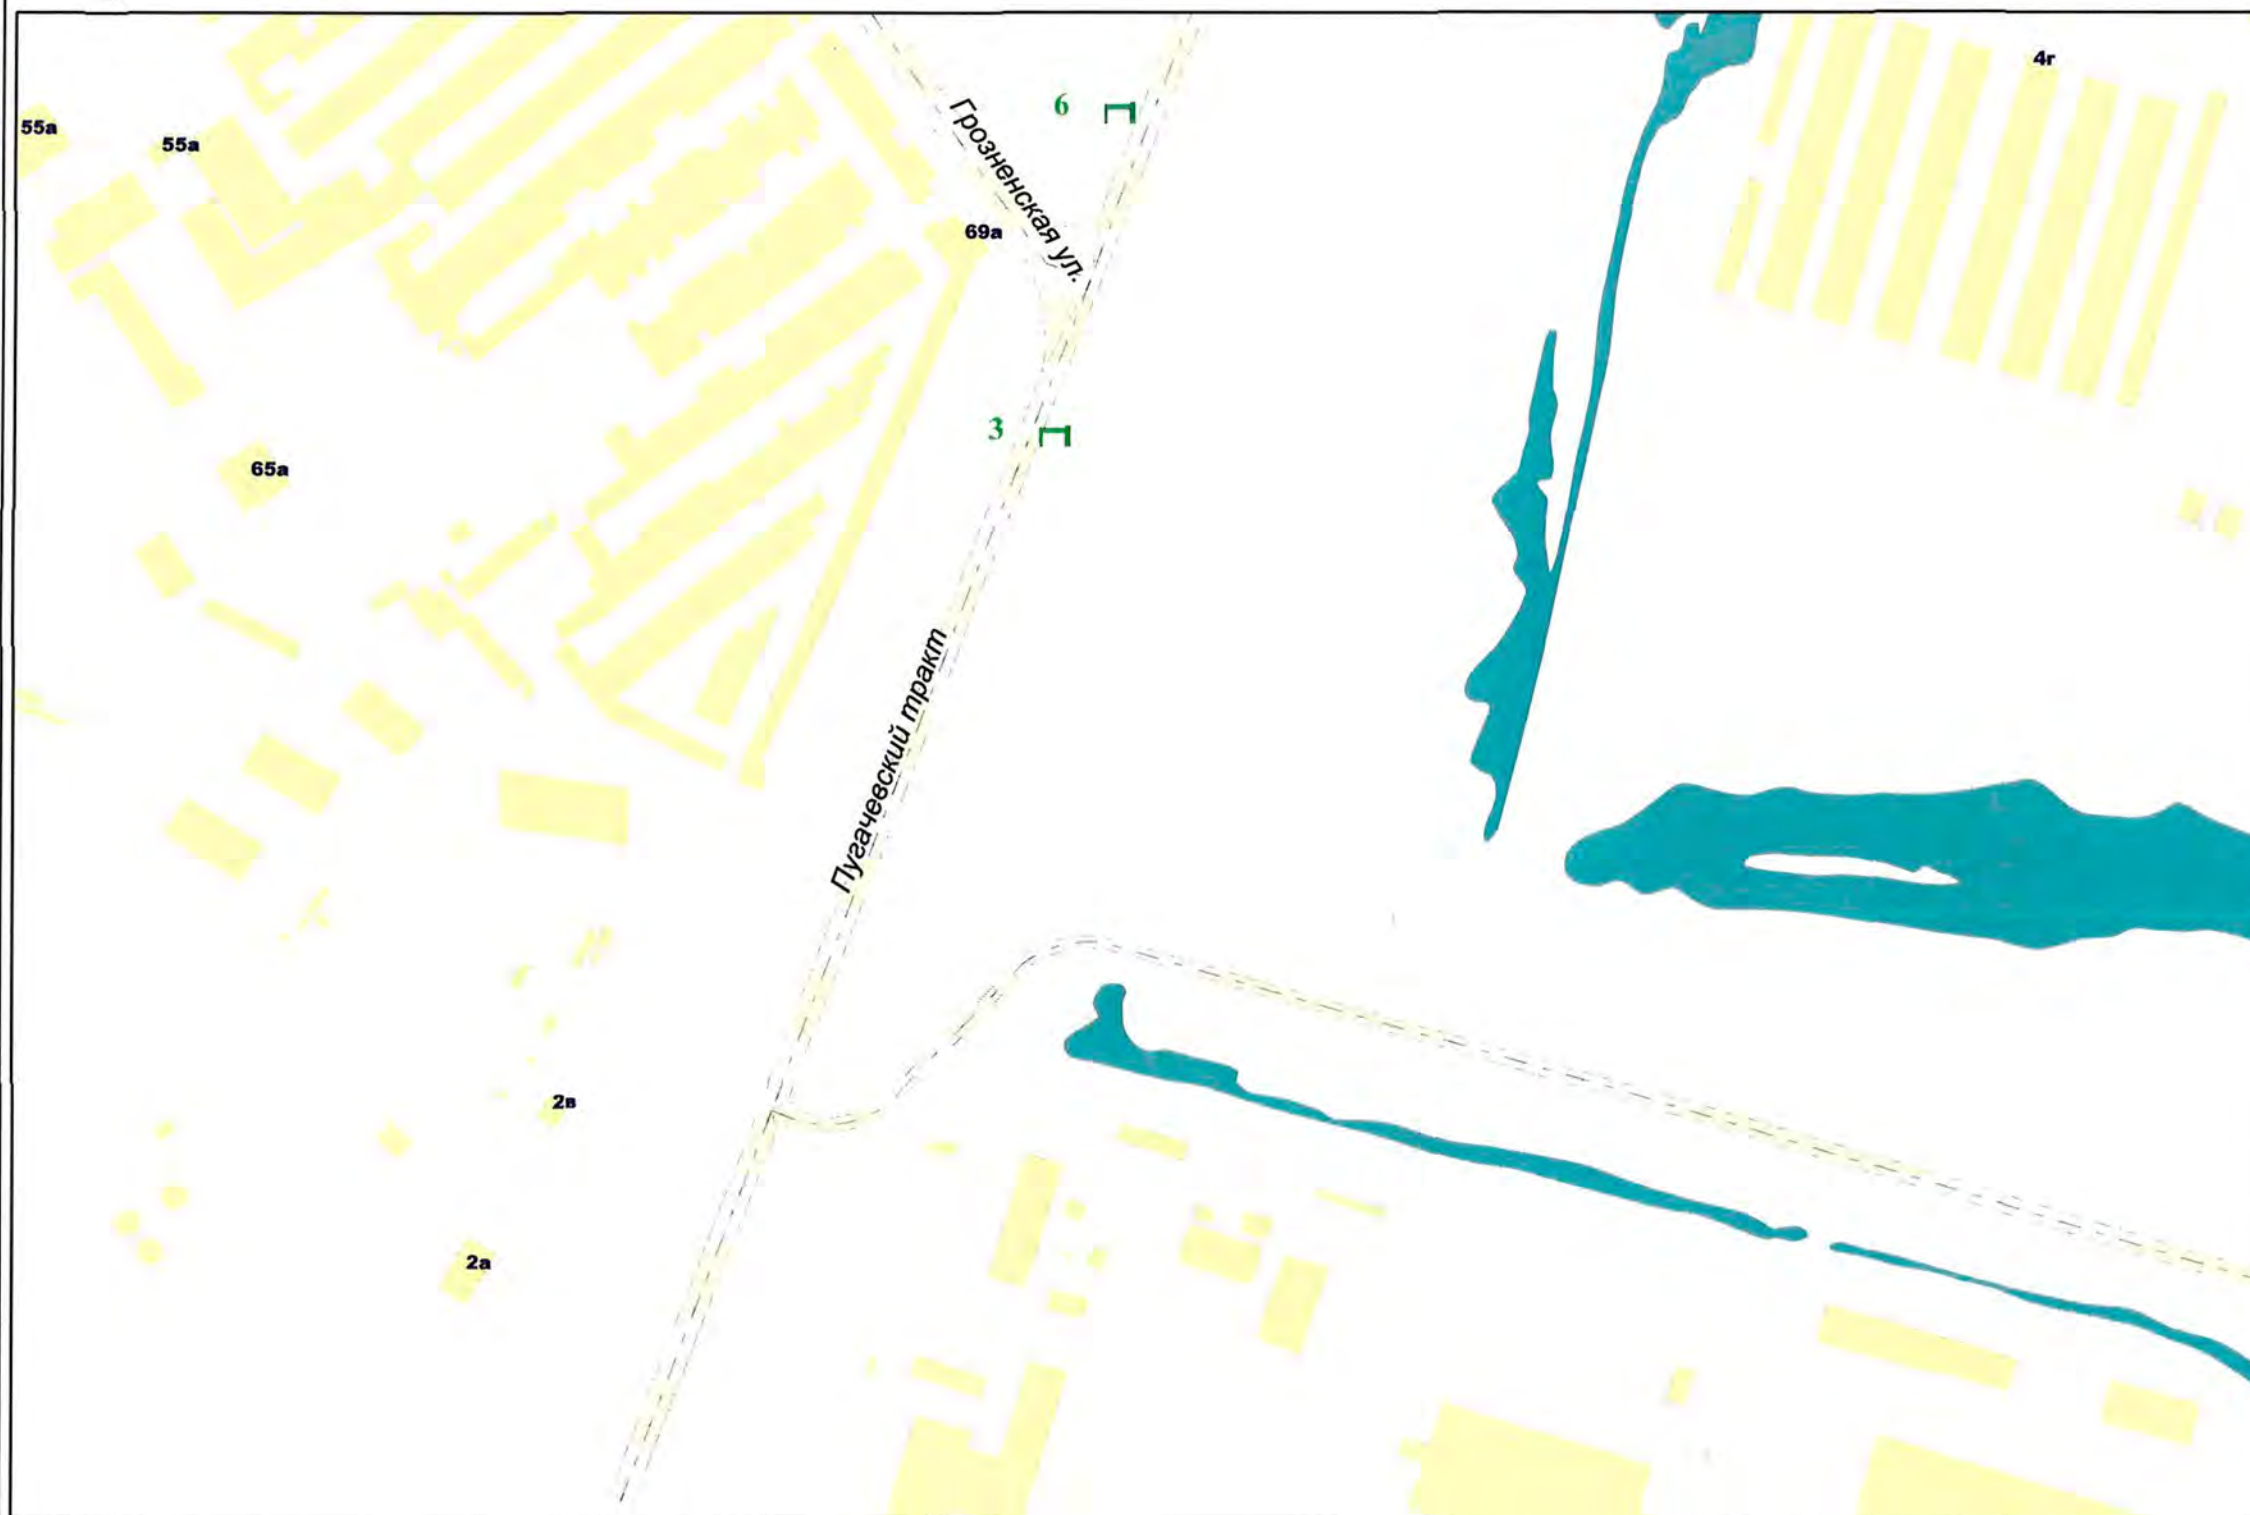 4г
6
55а
55а
Грозненская ул.
69а
3
65а
Пугачевский тракт
2в
2а